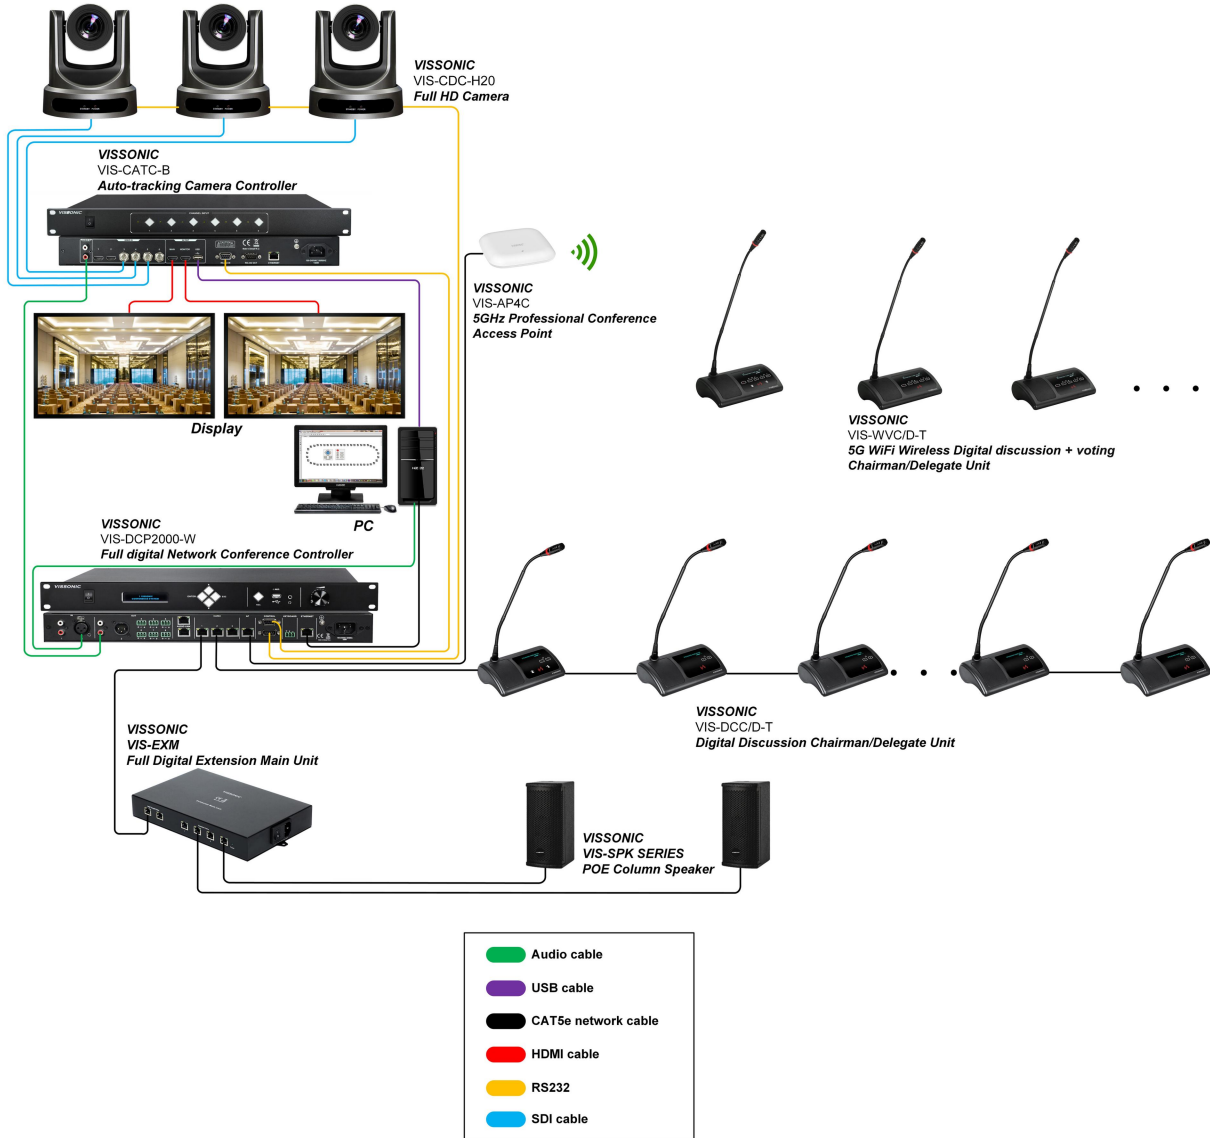 VISSONIC
VIS-CDC-H20
Full HD Camera
VISSONIC
VIS-CATC-B
Auto-tracking Camera Controller
VISSONIC
VISSONIC
VIS-AP4C
5GHz Professional Conference
Access Point
Display
VISSONIC
VIS-WVC/D-T
5G WiFi Wireless Digital discussion + voting
Chairman/Delegate Unit
PC
VISSONIC
VIS-DCP2000-W
Full digital Network Conference Controller
VISSONIC
VISSONIC
VIS-DCC/D-T
Digital Discussion Chairman/Delegate Unit
VISSONIC
VIS-EXM
Full Digital Extension Main Unit
VISSONIC
VIS-SPK SERIES
POE Column Speaker
Audio cable
USB cable
CAT5e network cable
HDMI cable
RS232
SDI cable